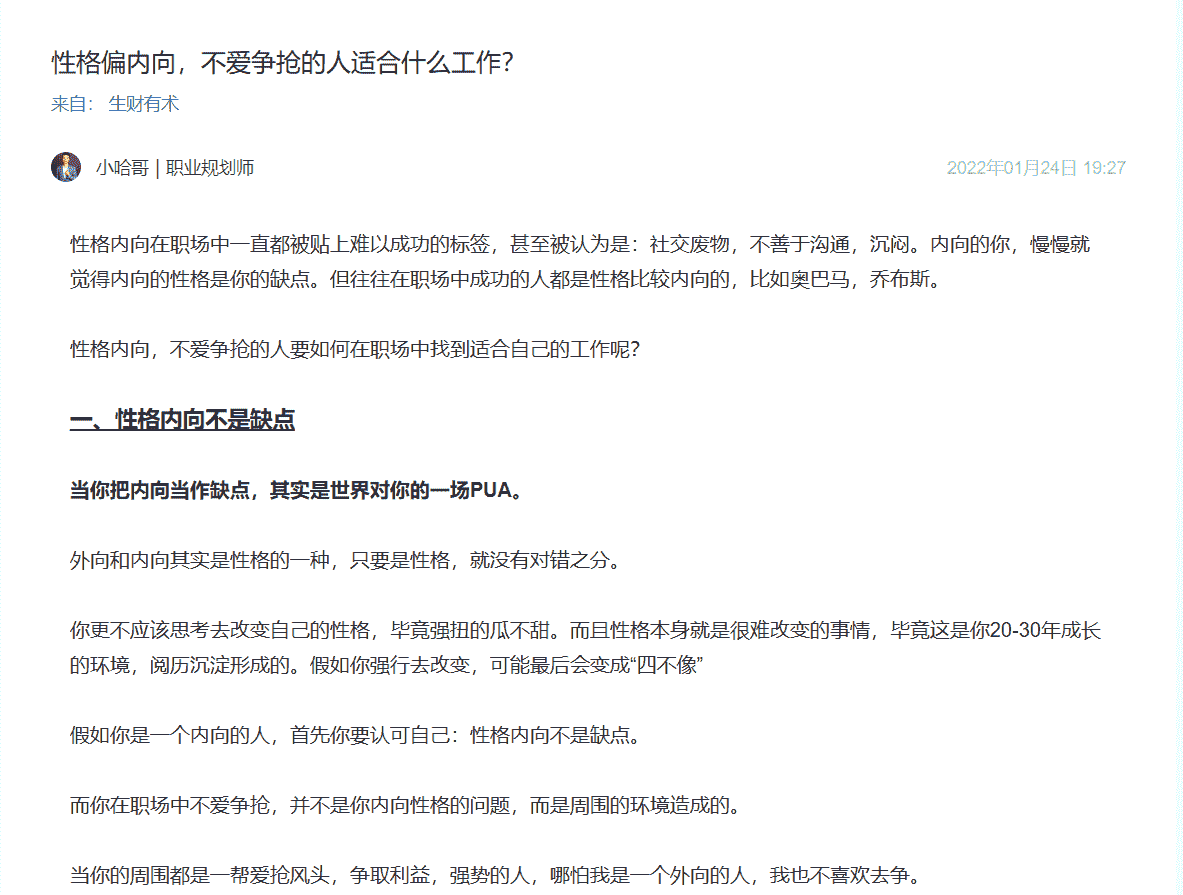 性格偏内向，不爱争抢的人适合什么工作？
来自： 生财有术
小哈哥 | 职业规划师
2022年01月24日 19:27
性格内向在职场中一直都被贴上难以成功的标签，甚至被认为是：社交废物，不善于沟通，沉闷。内向的你，慢慢就
觉得内向的性格是你的缺点。但往往在职场中成功的人都是性格比较内向的，比如奥巴马，乔布斯。
性格内向，不爱争抢的人要如何在职场中找到适合自己的工作呢？
一、性格内向不是缺点
当你把内向当作缺点，其实是世界对你的一场PUA。
外向和内向其实是性格的一种，只要是性格，就没有对错之分。
你更不应该思考去改变自己的性格，毕竟强扭的瓜不甜。而且性格本身就是很难改变的事情，毕竟这是你20-30年成长
的环境，阅历沉淀形成的。假如你强行去改变，可能最后会变成“四不像”
假如你是一个内向的人，首先你要认可自己：性格内向不是缺点。
而你在职场中不爱争抢，并不是你内向性格的问题，而是周围的环境造成的。
当你的周围都是一帮爱抢风头，争取利益，强势的人，哪怕我是一个外向的人，我也不喜欢去争。